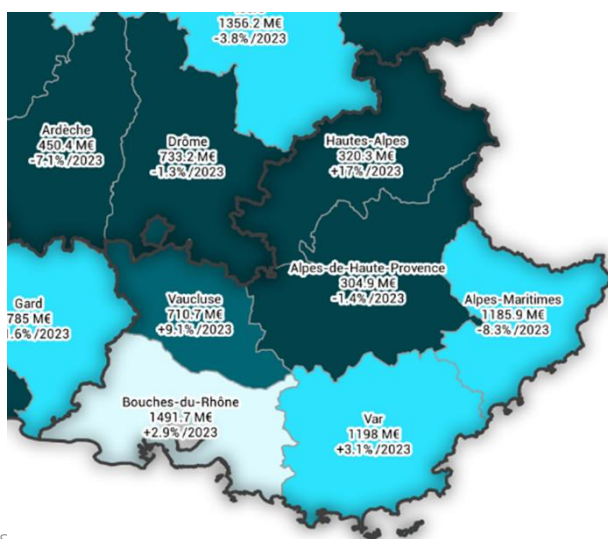 1356.2 M€
-3.8% /2023
Ardèche
450.4 M€
-7.1% /2023
Drôme
733.2 M€
-1.3% /2023
Hautes-Alpes
320.3 M€
+17% /2023
Alpes-de-Haute-Provence
304.9 M€
-1.4% /2023
Gard
785 M€
.6% /2023
Vaucluse
710.7 M€
+9.1% /2023
Alpes-Maritimes
1185.9 M€
-8.3% /2023
Bouches-du-Rhône
1491.7 M€
+2.9% /2023
Var
1198 M€
+3.1% /2023